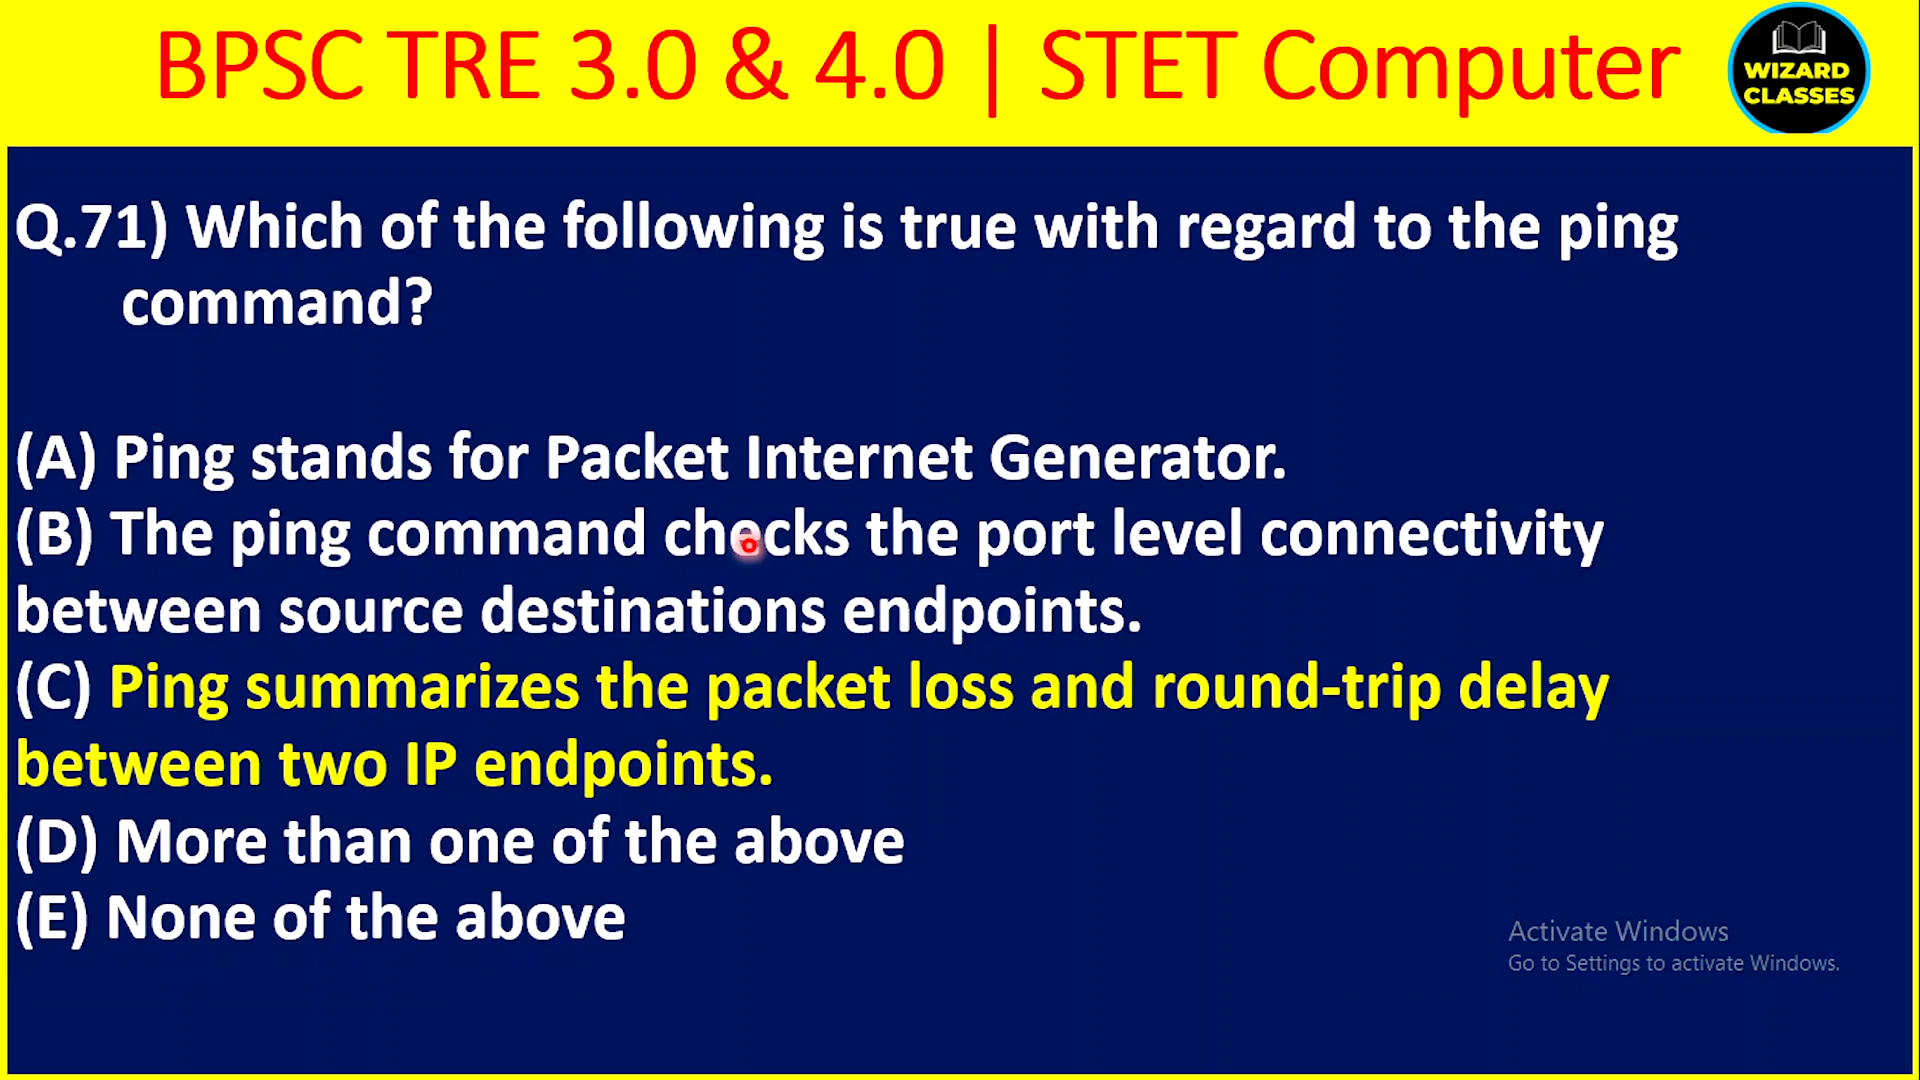 BPSC TRE 3.0 & 4.0 | STET Computer
WIZARD
CLASSES
Q.71) Which of the following is true with regard to the ping
command?
(A) Ping stands for Packet Internet Generator.
(B) The ping command checks the port level connectivity
between source destinations endpoints.
(C) Ping summarizes the packet loss and round-trip delay
between two IP endpoints.
(D) More than one of the above
(E) None of the above
Activate Windows
Go to Settings to activate Windows.